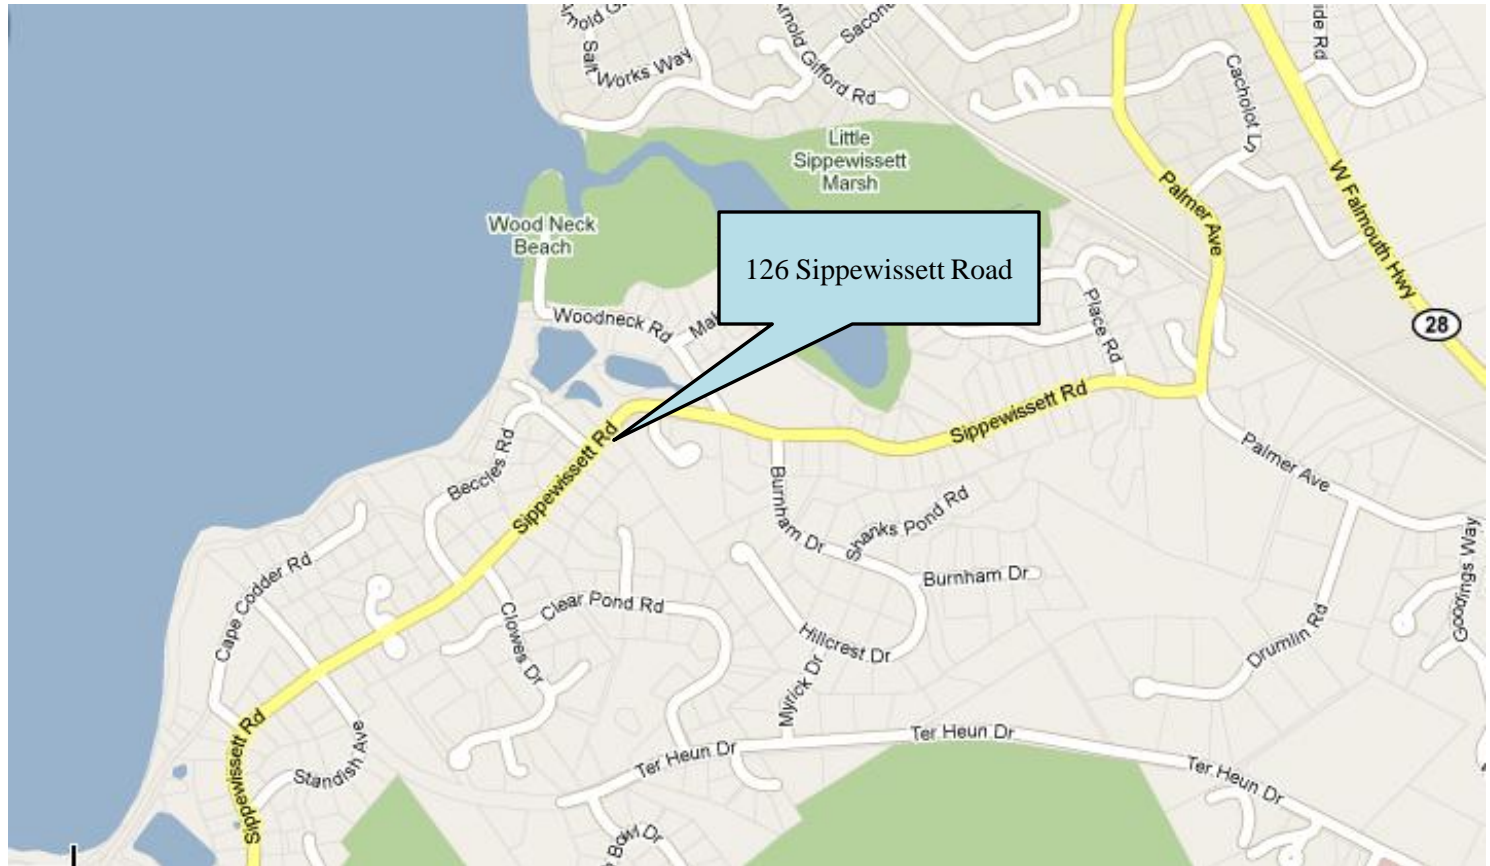 Arnold Gifford Rd
Salt
Works Way
Little
Sippewissett
Marsh
Cacholot Ln
W Falmouth Hwy
28
Palmer Ave
Wood Neck
Beach
126 Sippewissett Road
Woodneck Rd
Place Rd
Sippewissett Rd
Palmer Ave
Beccles Rd
Sippewissett Rd
Burnham Dr
Shanks Pond Rd
Burnham Dr
Goodings Way
Cape Codder Rd
Clear Pond Rd
Clowes Dr
Hillcrest Dr
Myrick Dr
Drumlin Rd
Sippewissett Rd
Standish Ave
Ter Heun Dr
Ter Heun Dr
Ter Heun Dr
Bowl Dr